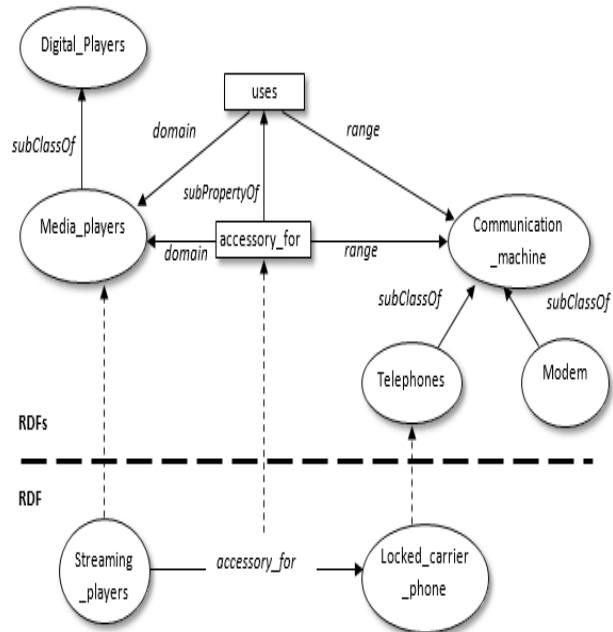 Digital_Players
uses
domain
range
subClassOf
subPropertyOf
Media_players
accessory_for
Communication
_machine
domain
range
subClassOf
subClassOf
Telephones
Modem
RDFs
RDF
Streaming
_players
accessory_for
Locked_carrier
_phone